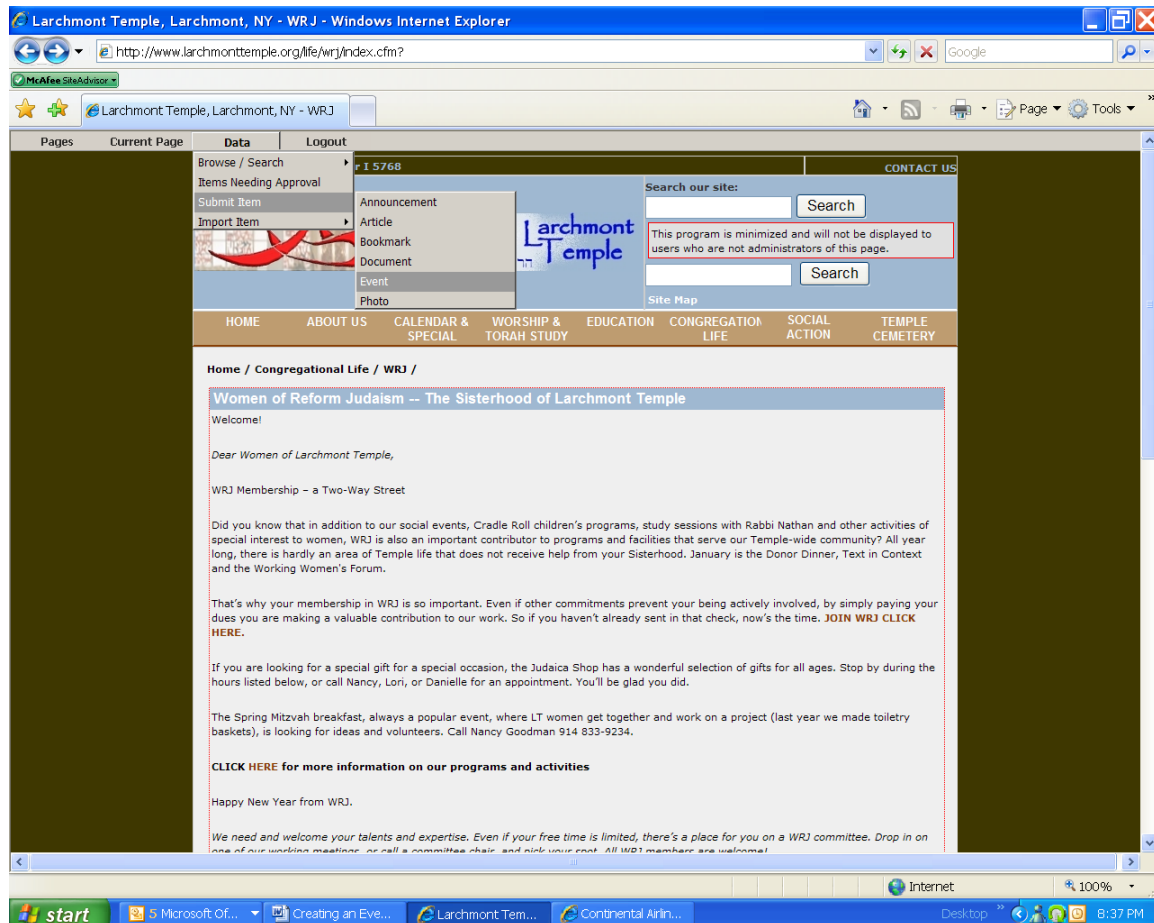 Larchmont Temple, Larchmont, NY - WRJ - Windows Internet Explorer
http://www.larchmonttemple.org/life/wrj/index.cfm?
Google
McAfee SiteAdvisor
Larchmont Temple, Larchmont, NY - WRJ
Page
Tools
Pages Current Page Data Logout
Browse / Search
Items Needing Approval
Submit Item
Import Item
Announcement
Article
Bookmark
Document
Event
Photo
r I 5768
CONTACT US
Larchmont
Temple
Search our site:
Search
This program is minimized and will not be displayed to
users who are not administrators of this page.
Search
Site Map
HOME ABOUT US CALENDAR & WORSHIP & EDUCATION CONGREGATION SOCIAL TEMPLE
SPECIAL TORAH STUDY LIFE ACTION CEMETERY
Home / Congregational Life / WRJ /
Women of Reform Judaism -- The Sisterhood of Larchmont Temple
Welcome!
Dear Women of Larchmont Temple,
WRJ Membership – a Two-Way Street
Did you know that in addition to our social events, Cradle Roll children's programs, study sessions with Rabbi Nathan and other activities of
special interest to women, WRJ is also an important contributor to programs and facilities that serve our Temple-wide community? All year
long, there is hardly an area of Temple life that does not receive help from your Sisterhood. January is the Donor Dinner, Text in Context
and the Working Women's Forum.
That's why your membership in WRJ is so important. Even if other commitments prevent your being actively involved, by simply paying your
dues you are making a valuable contribution to our work. So if you haven't already sent in that check, now's the time. JOIN WRJ CLICK
HERE.
If you are looking for a special gift for a special occasion, the Judaica Shop has a wonderful selection of gifts for all ages. Stop by during the
hours listed below, or call Nancy, Lori, or Danielle for an appointment. You'll be glad you did.
The Spring Mitzvah breakfast, always a popular event, where LT women get together and work on a project (last year we made toiletry
baskets), is looking for ideas and volunteers. Call Nancy Goodman 914 833-9234.
CLICK HERE for more information on our programs and activities
Happy New Year from WRJ.
We need and welcome your talents and expertise. Even if your free time is limited, there's a place for you on a WRJ committee. Drop in on
one of our working meetings, or call a committee chair, and pick your spot. All WRJ members are welcome!
Internet
100%
start
5 Microsoft Of...
Creating an Eve...
Larchmont Tem...
Continental Airlin...
Desktop
8:37 PM